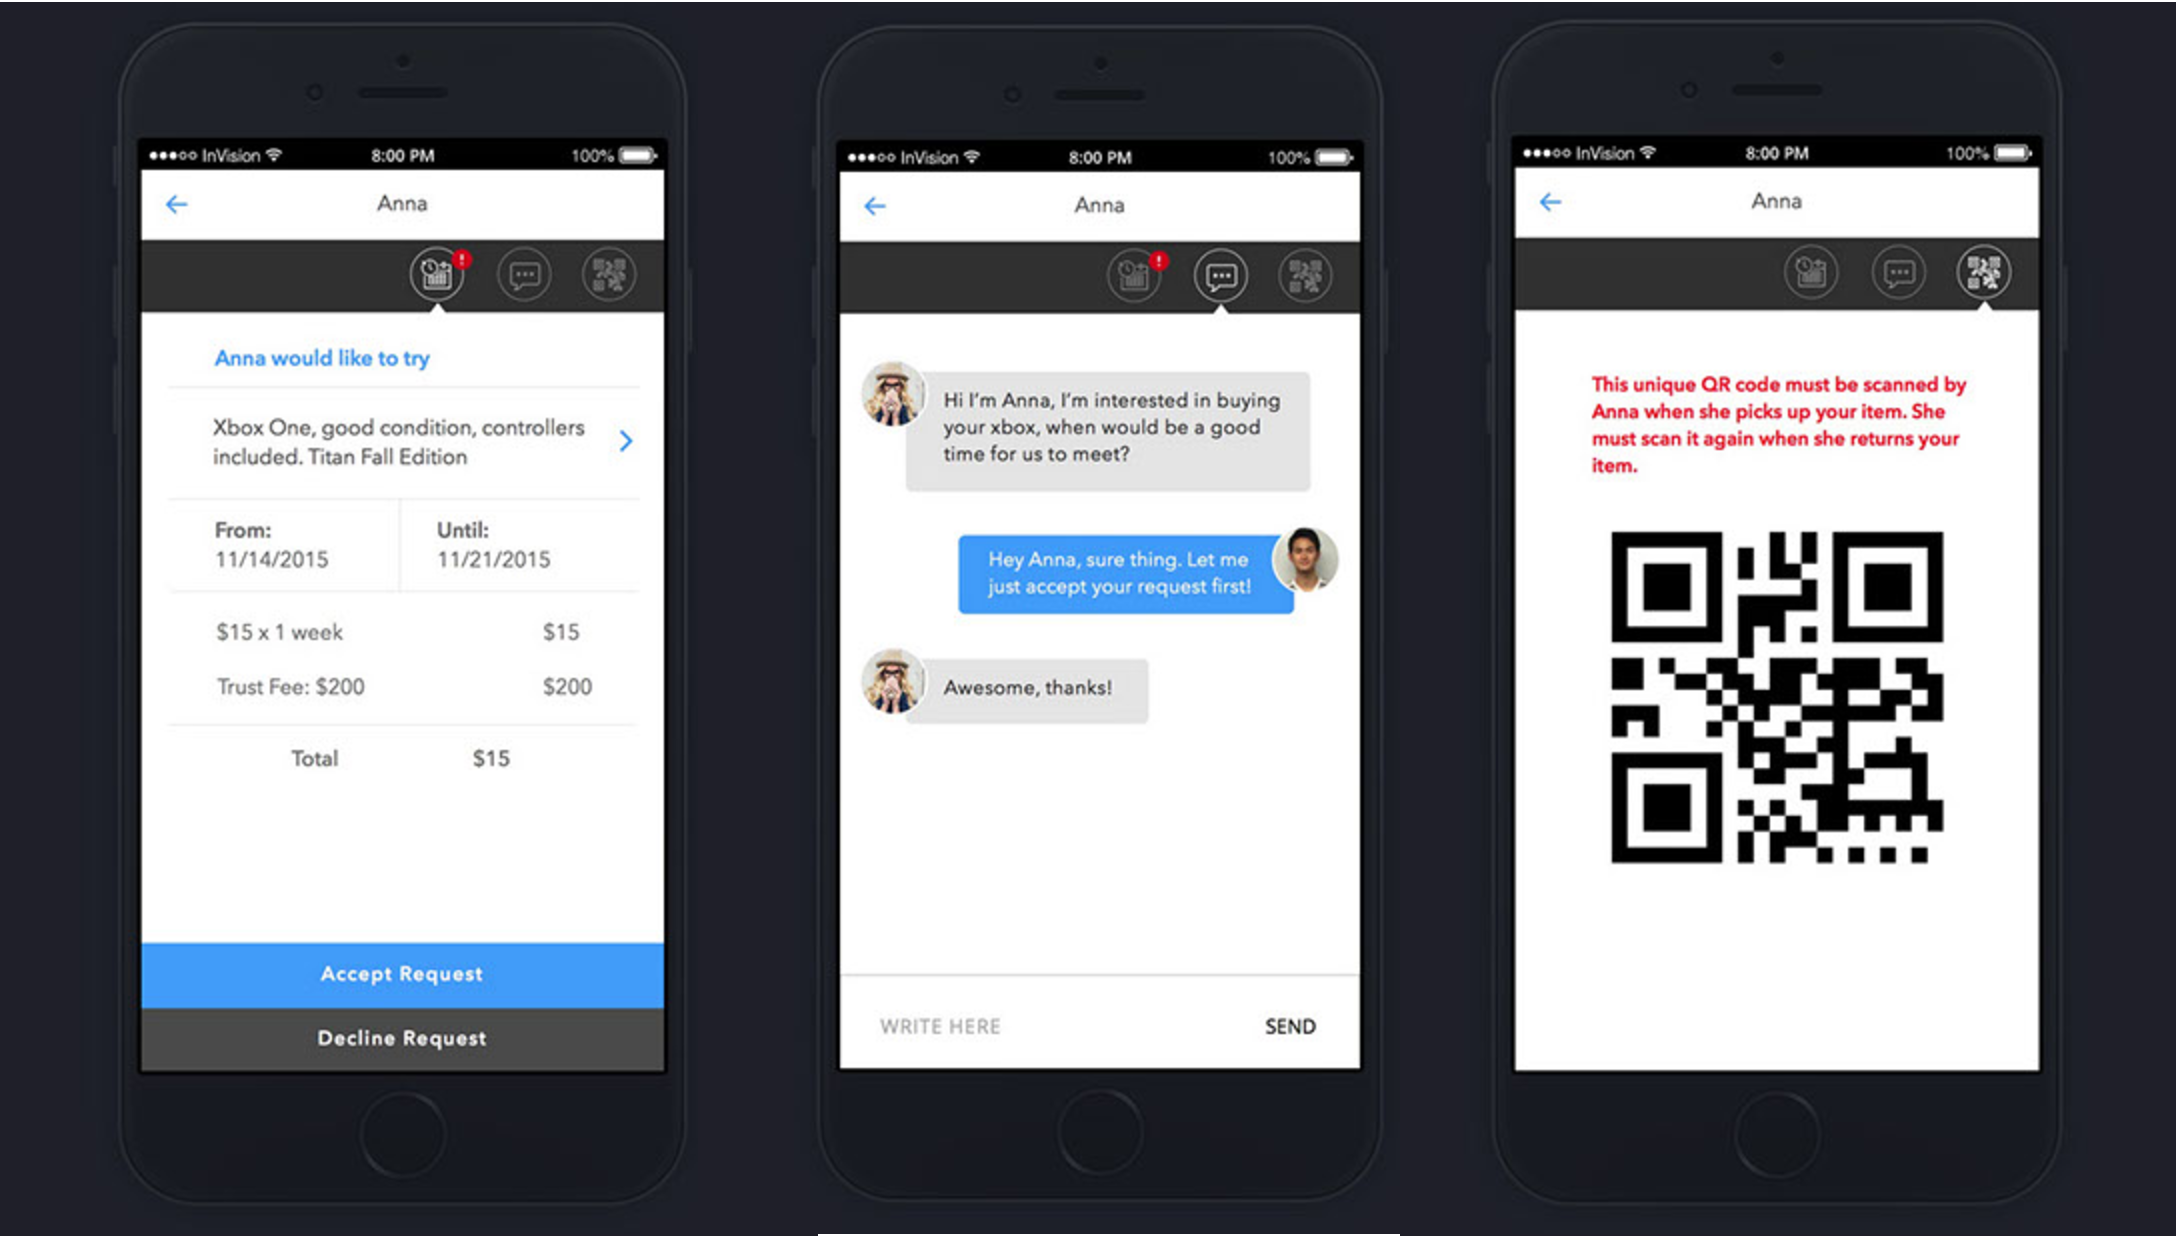 InVision 8:00 PM 100%
Anna
!
Anna would like to try
Xbox One, good condition, controllers
included. Titan Fall Edition
From:
11/14/2015
Until:
11/21/2015
$15 x 1 week $15
Trust Fee: $200 $200
Total $15
Accept Request
Decline Request
InVision 8:00 PM 100%
Anna
!
Hi I'm Anna, I'm interested in buying
your xbox, when would be a good
time for us to meet?
Hey Anna, sure thing. Let me
just accept your request first!
Awesome, thanks!
WRITE HERE SEND
InVision 8:00 PM 100%
Anna
This unique QR code must be scanned by
Anna when she picks up your item. She
must scan it again when she returns your
item.